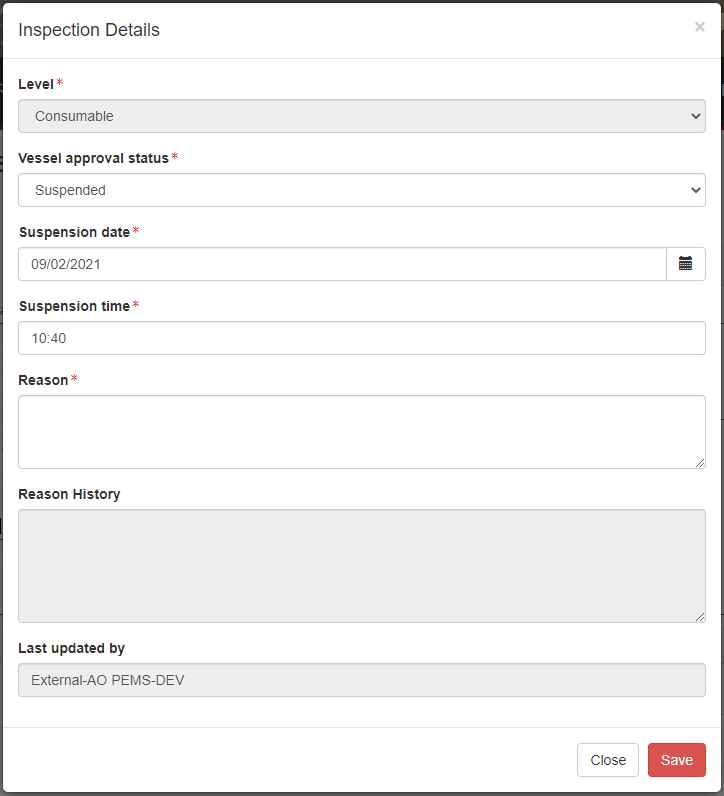 Inspection Details
×
Level*
Consumable
Vessel approval status*
Suspended
Suspension date*
09/02/2021
Suspension time*
10:40
Reason*
Reason History
Last updated by
External-AO PEMS-DEV
Close Save